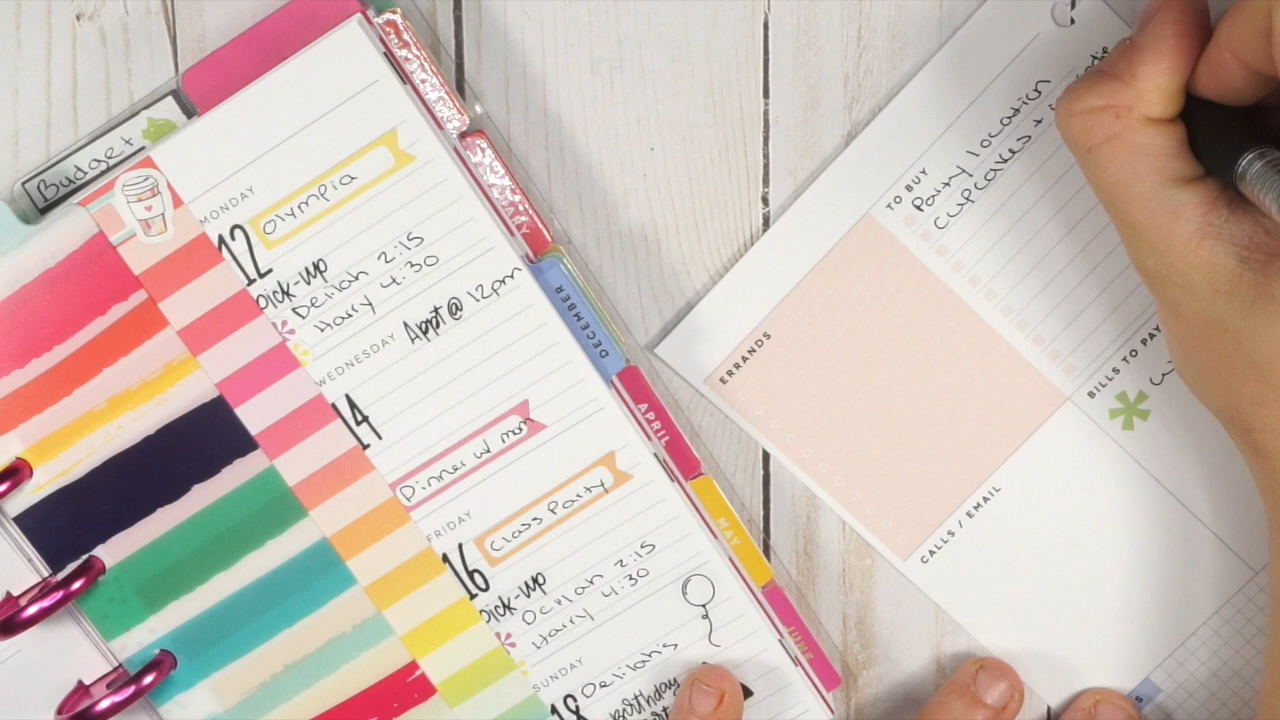 Budget
MONDAY
12
Olympia
pick-up
Delilah 2:15
Harry 4:30
WEDNESDAY
Appt @ 12pm
14
Dinner w/ mom
FRIDAY
16
Class Party
pick-up
Delilah 2:15
Harry 4:30
SUNDAY
18
Delilah's
Birthday
DECEMBER
APRIL
MAY
JUNE
TO BUY
Party location
cupcakes +
ERRANDS
BILLS TO PAY
CALLS / EMAIL